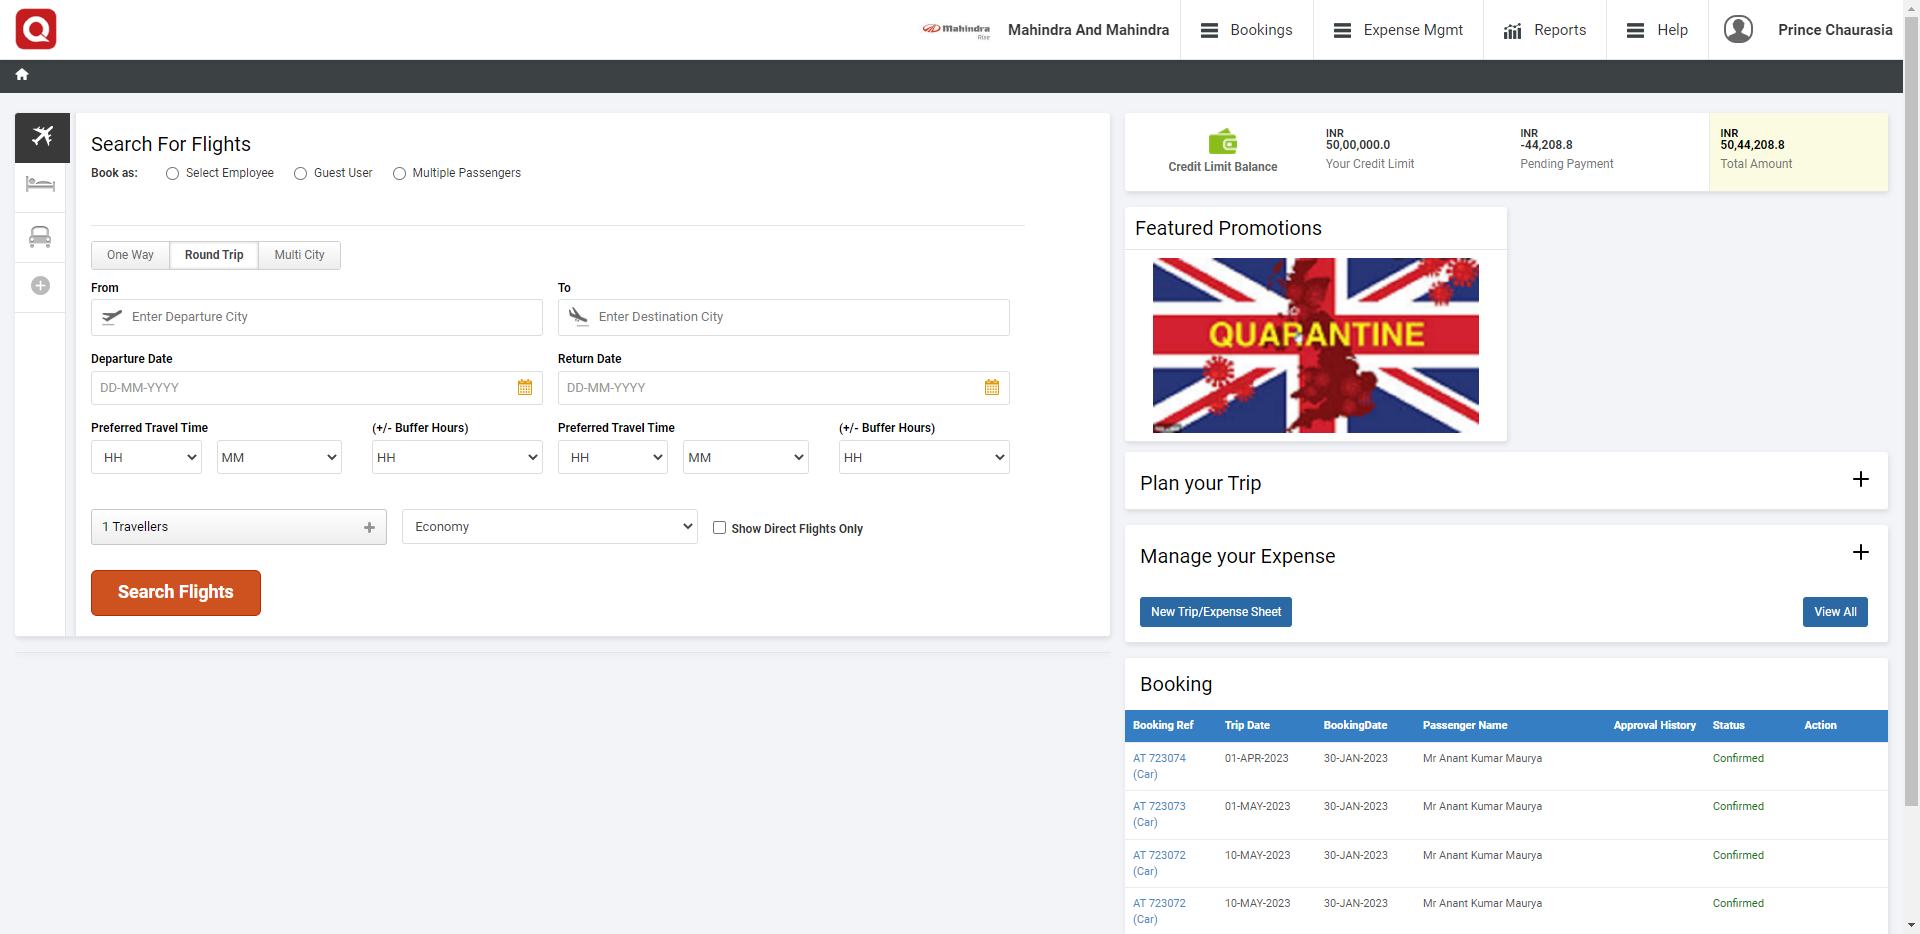 Q
Mahindra
Rise
Mahindra And Mahindra
Bookings
Expense Mgmt
Reports
Help
Prince Chaurasia
Search For Flights
Book as:
Select Employee
Guest User
Multiple Passengers
One Way
Round Trip
Multi City
From
To
Enter Departure City
Enter Destination City
Departure Date
Return Date
DD-MM-YYYY
DD-MM-YYYY
Preferred Travel Time
(+/- Buffer Hours)
Preferred Travel Time
(+/- Buffer Hours)
HH
MM
HH
HH
MM
HH
1 Travellers
Economy
Show Direct Flights Only
Search Flights
Credit Limit Balance
INR
50,00,000.0
Your Credit Limit
INR
-44,208.8
Pending Payment
INR
50,44,208.8
Total Amount
Featured Promotions
QUARANTINE
Plan your Trip
Manage your Expense
New Trip/Expense Sheet
View All
Booking
Booking Ref Trip Date BookingDate Passenger Name Approval History Status Action
AT 723074 01-APR-2023 30-JAN-2023 Mr Anant Kumar Maurya Confirmed
(Car)
AT 723073 01-MAY-2023 30-JAN-2023 Mr Anant Kumar Maurya Confirmed
(Car)
AT 723072 10-MAY-2023 30-JAN-2023 Mr Anant Kumar Maurya Confirmed
(Car)
AT 723072 10-MAY-2023 30-JAN-2023 Mr Anant Kumar Maurya Confirmed
(Car)